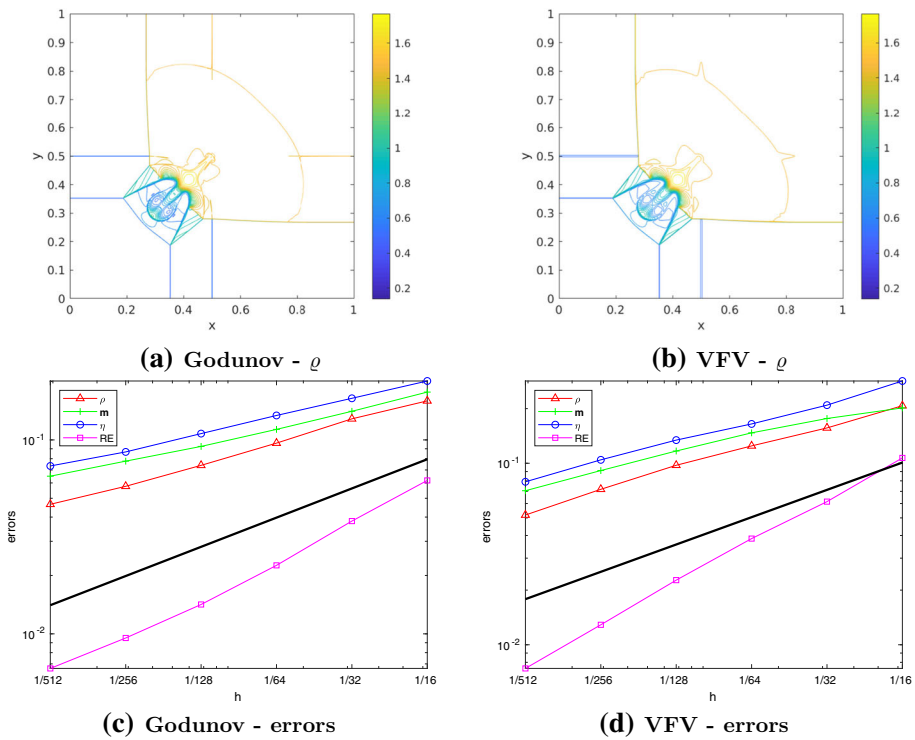 1
0.9
0.8
0.7
0.6
0.5
0.4
0.3
0.2
0.1
0
y
0 0.2 0.4 0.6 0.8 1
x
1.6
1.4
1.2
1
0.8
0.6
0.4
0.2
(a) Godunov - ϱ
1
0.9
0.8
0.7
0.6
0.5
0.4
0.3
0.2
0.1
0
y
0 0.2 0.4 0.6 0.8 1
x
1.6
1.4
1.2
1
0.8
0.6
0.4
0.2
(b) VFV - ϱ
ρ
m
η
RE
10⁻¹
10⁻²
errors
1/512 1/256 1/128 1/64 1/32 1/16
h
(c) Godunov - errors
ρ
m
η
RE
10⁻¹
10⁻²
errors
1/512 1/256 1/128 1/64 1/32 1/16
h
(d) VFV - errors